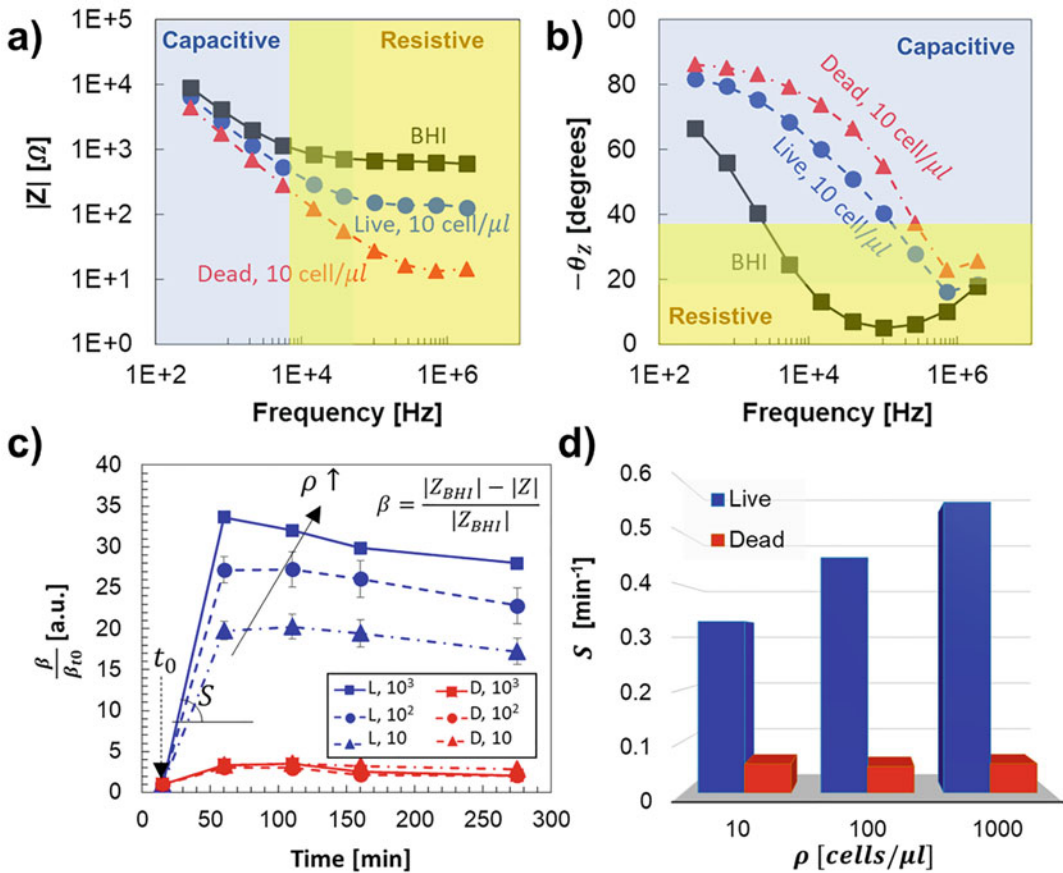 a)
1E+5
1E+4
1E+3
1E+2
1E+1
1E+0
|Z| [Ω]
Capacitive
Resistive
BHI
Live, 10 cell/μl
Dead, 10 cell/μl
1E+2
1E+4
1E+6
Frequency [Hz]
b)
00
80
60
40
20
00
−θZ [degrees]
Capacitive
Dead, 10 cell/μl
Live, 10 cell/μl
BHI
Resistive
1E+2
1E+4
1E+6
Frequency [Hz]
c)
40
35
30
25
20
15
10
5
0
β/βt0 [a.u.]
ρ ↑
β = |ZBHI| − |Z| / |ZBHI|
t0
S
L, 10³
D, 10³
L, 10²
D, 10²
L, 10
D, 10
0
50
100
150
200
250
300
Time [min]
d)
0.6
0.5
0.4
0.3
0.2
0.1
0
S [min-1]
Live
Dead
10
100
1000
ρ [cells/μl]